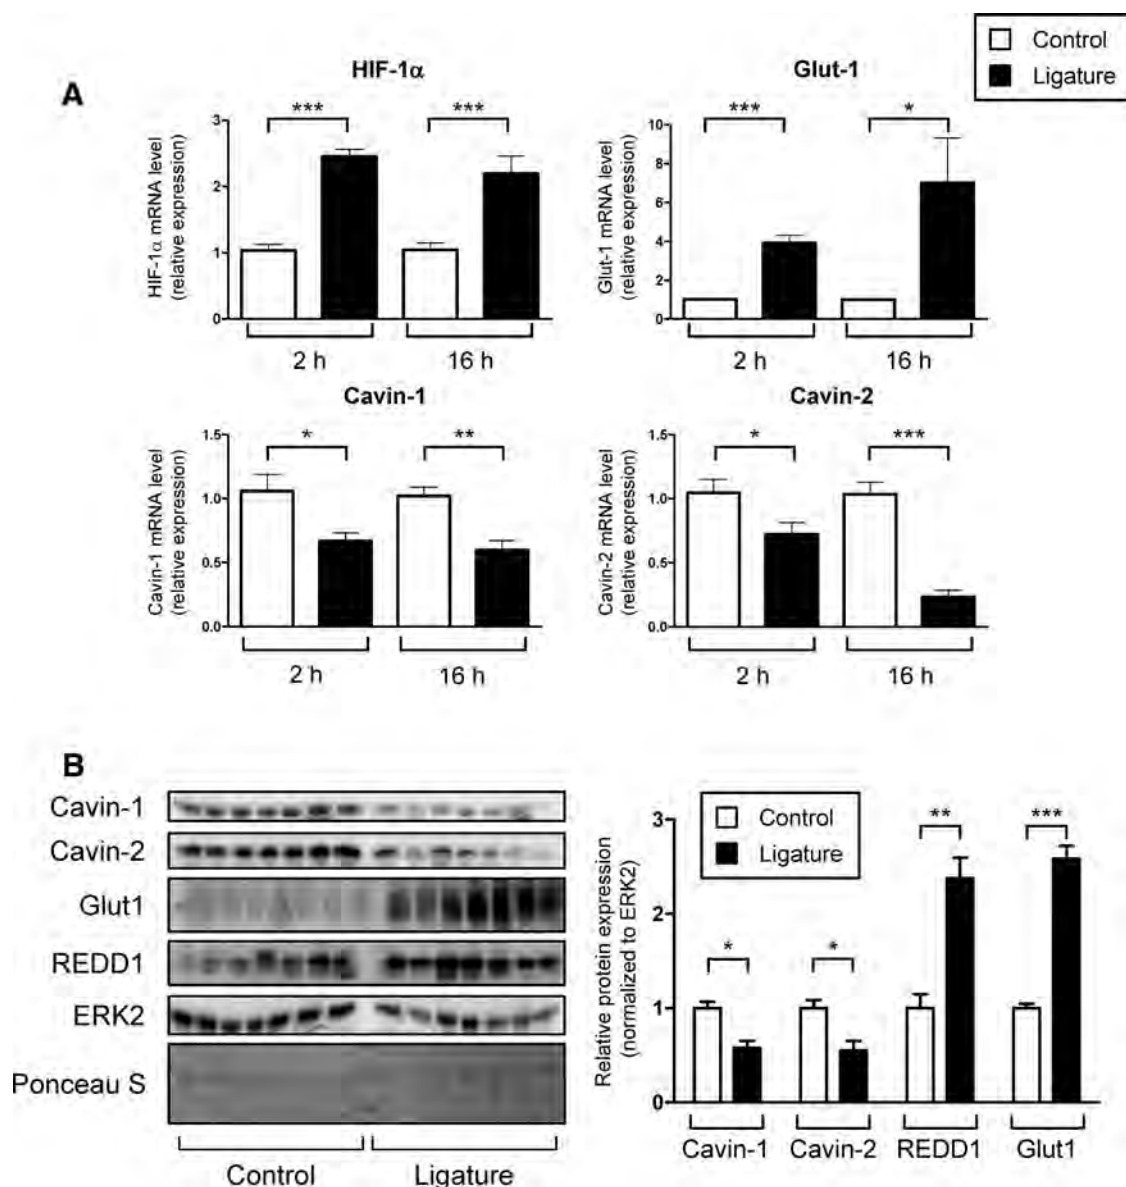 Control
Ligature
A
HIF-1α
Glut-1
*** ***
*** *
HIF-1α mRNA level
(relative expression)
3
2
1
0
2 h 16 h
Glut-1 mRNA level
(relative expression)
10
8
6
4
2
0
2 h 16 h
Cavin-1
Cavin-2
* **
* ***
Cavin-1 mRNA level
(relative expression)
1.5
1.0
0.5
0.0
2 h 16 h
Cavin-2 mRNA level
(relative expression)
1.5
1.0
0.5
0.0
2 h 16 h
B
Cavin-1
Cavin-2
Glut1
REDD1
ERK2
Ponceau S
Control Ligature
Control
Ligature
Relative protein expression
(normalized to ERK2)
3
2
1
0
* * ** ***
Cavin-1 Cavin-2 REDD1 Glut1